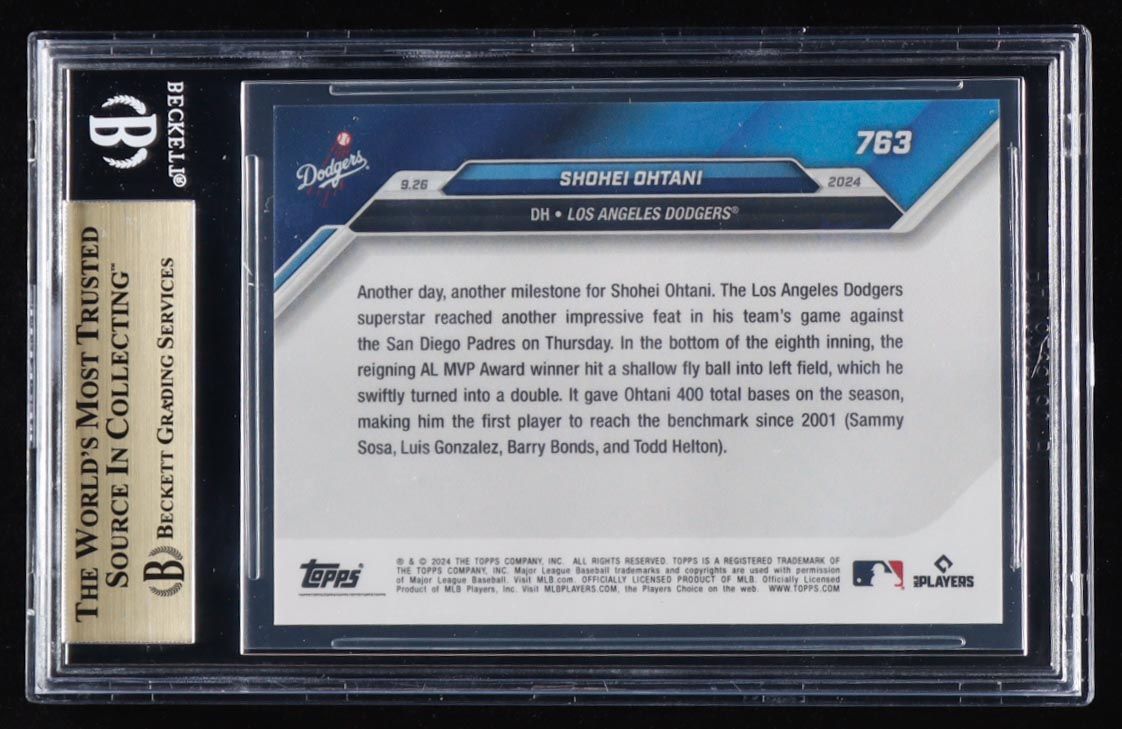 BECKETT®
THE WORLD'S MOST TRUSTED
SOURCE IN COLLECTING™
BECKETT GRADING SERVICES
B
B
Dodgers
763
9.26
SHOHEI OHTANI
2024
DH • LOS ANGELES DODGERS®
Another day, another milestone for Shohei Ohtani. The Los Angeles Dodgers
superstar reached another impressive feat in his team's game against
the San Diego Padres on Thursday. In the bottom of the eighth inning, the
reigning AL MVP Award winner hit a shallow fly ball into left field, which he
swiftly turned into a double. It gave Ohtani 400 total bases on the season,
making him the first player to reach the benchmark since 2001 (Sammy
Sosa, Luis Gonzalez, Barry Bonds, and Todd Helton).
topps
® & © 2024 THE TOPPS COMPANY, INC. ALL RIGHTS RESERVED. TOPPS IS A REGISTERED TRADEMARK OF
THE TOPPS COMPANY, INC. Major League Baseball trademarks and copyrights are used with permission
of Major League Baseball. Visit MLB.com. OFFICIALLY LICENSED PRODUCT OF MLB. Officially Licensed
Product of MLB Players, Inc. Visit MLBPLAYERS.COM, the Players Choice on the web. WWW.TOPPS.COM
MLB PLAYERS